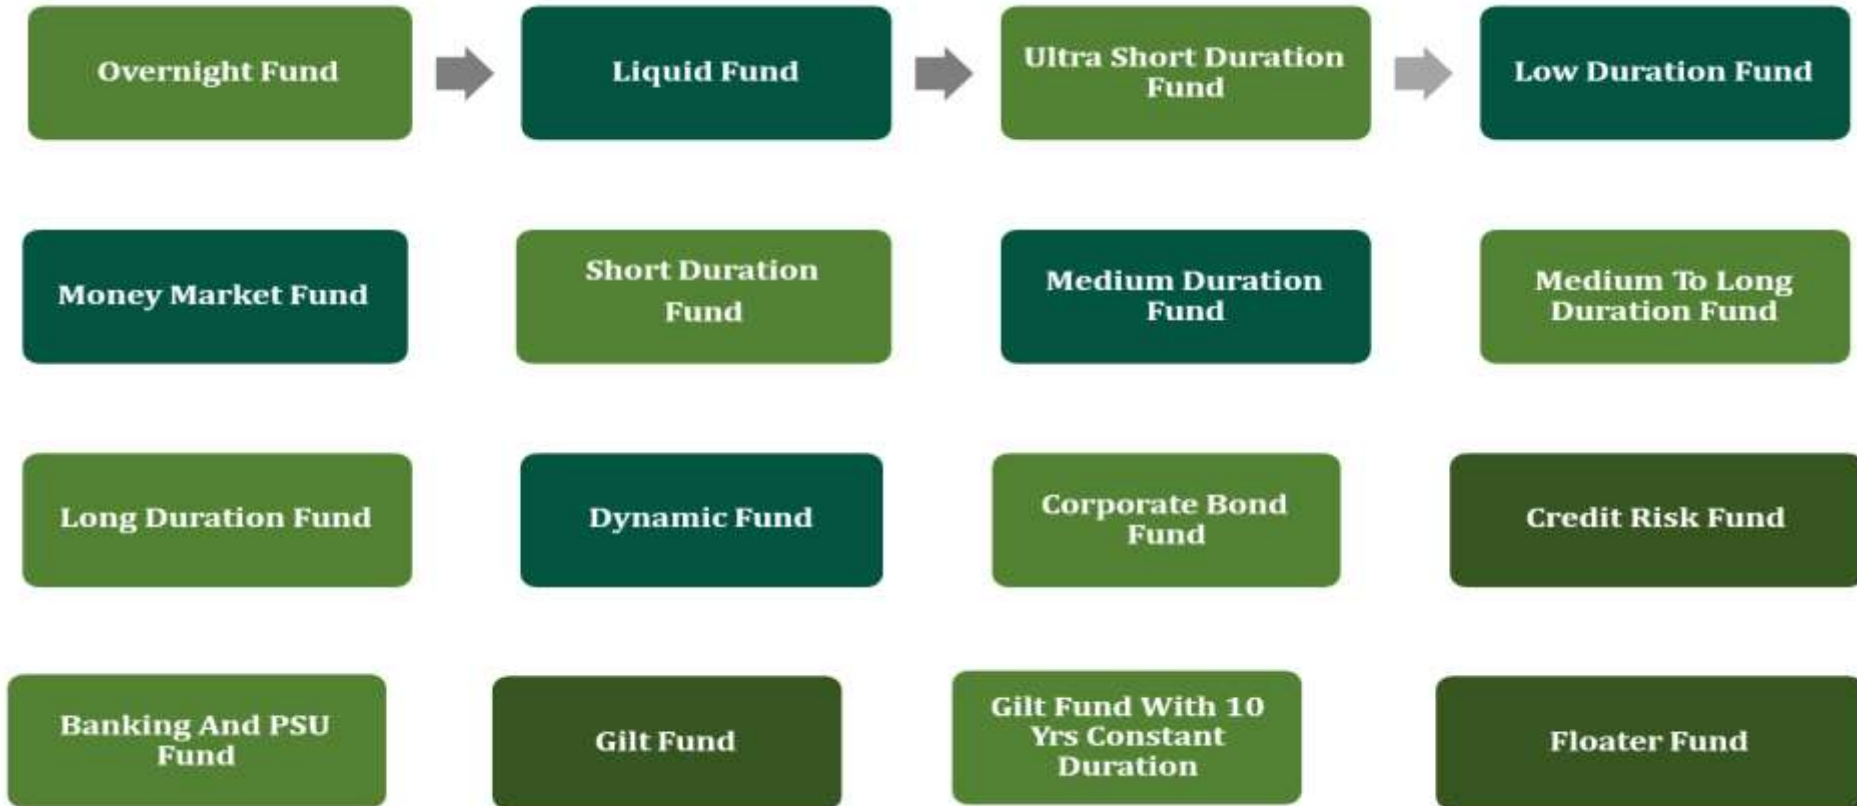 Overnight Fund
Liquid Fund
Ultra Short Duration
Fund
Low Duration Fund
Money Market Fund
Short Duration
Fund
Medium Duration
Fund
Medium To Long
Duration Fund
Long Duration Fund
Dynamic Fund
Corporate Bond
Fund
Credit Risk Fund
Banking And PSU
Fund
Gilt Fund
Gilt Fund With 10
Yrs Constant
Duration
Floater Fund